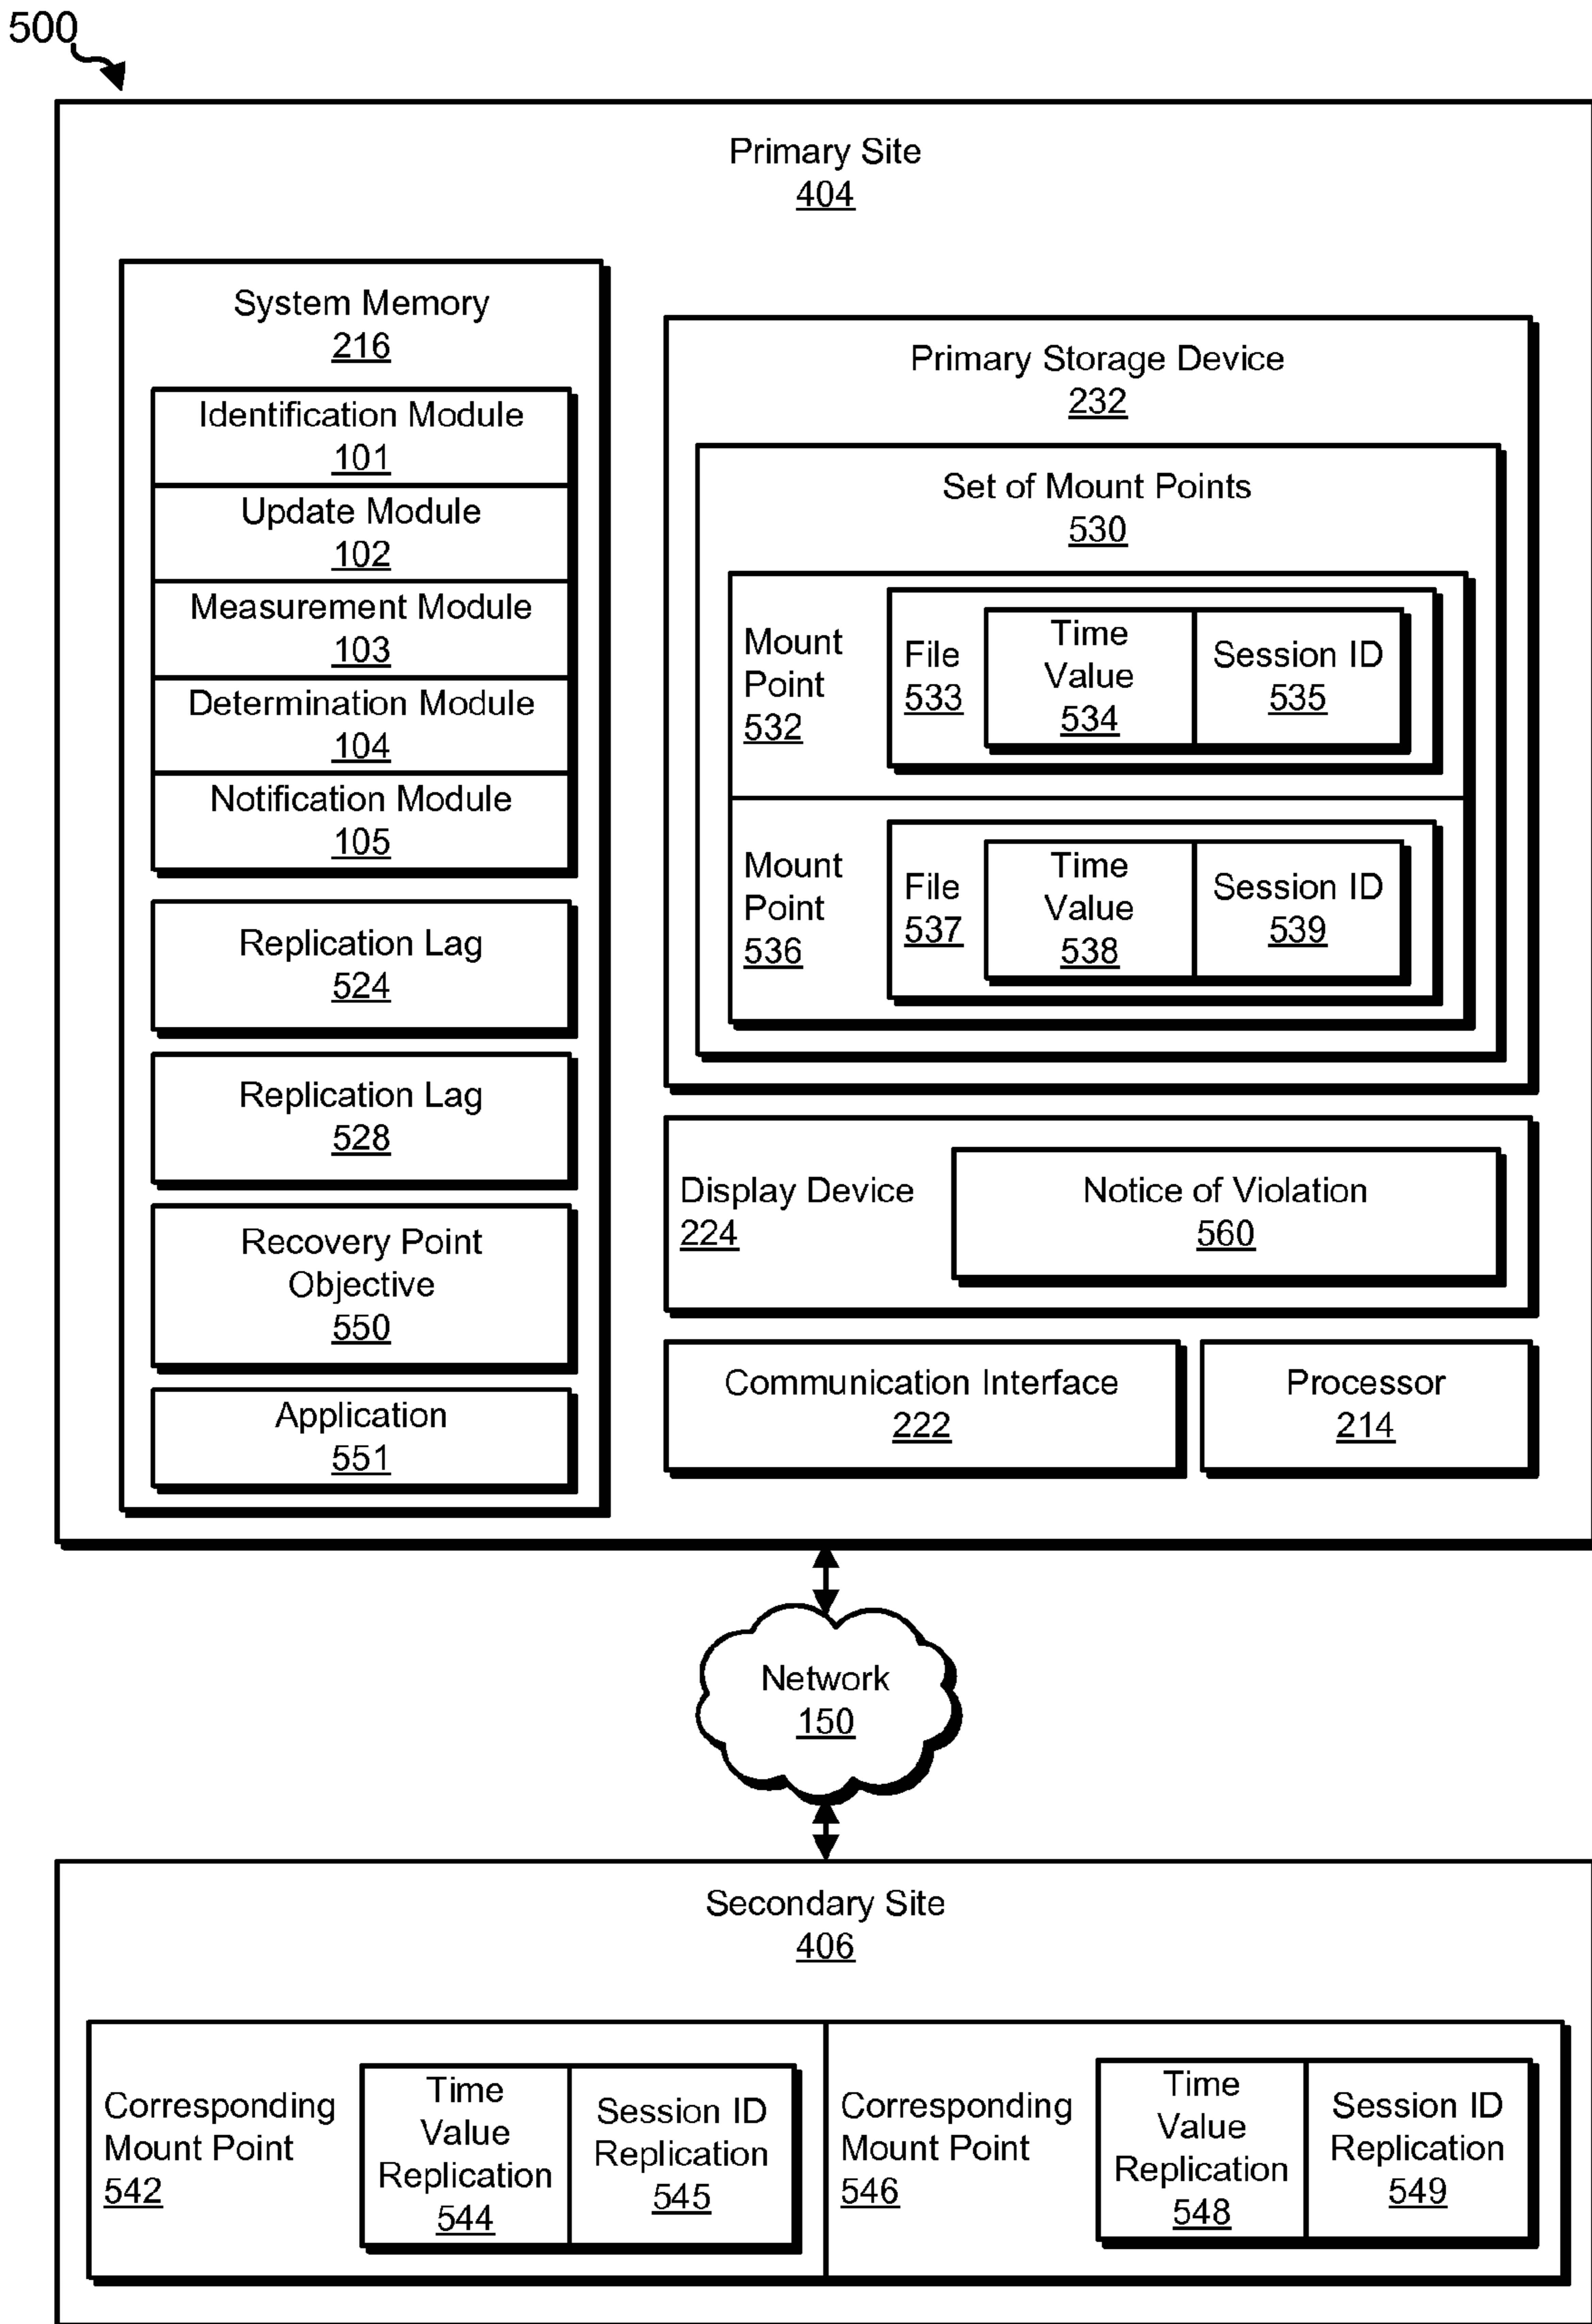 500
Primary Site
404
System Memory
216
Identification Module
101
Update Module
102
Measurement Module
103
Determination Module
104
Notification Module
105
Replication Lag
524
Replication Lag
528
Recovery Point
Objective
550
Application
551
Primary Storage Device
232
Set of Mount Points
530
Mount
Point
532
File
533
Time
Value
534
Session ID
535
Mount
Point
536
File
537
Time
Value
538
Session ID
539
Display Device
224
Notice of Violation
560
Communication Interface
222
Processor
214
Network
150
Secondary Site
406
Corresponding
Mount Point
542
Time
Value
Replication
544
Session ID
Replication
545
Corresponding
Mount Point
546
Time
Value
Replication
548
Session ID
Replication
549